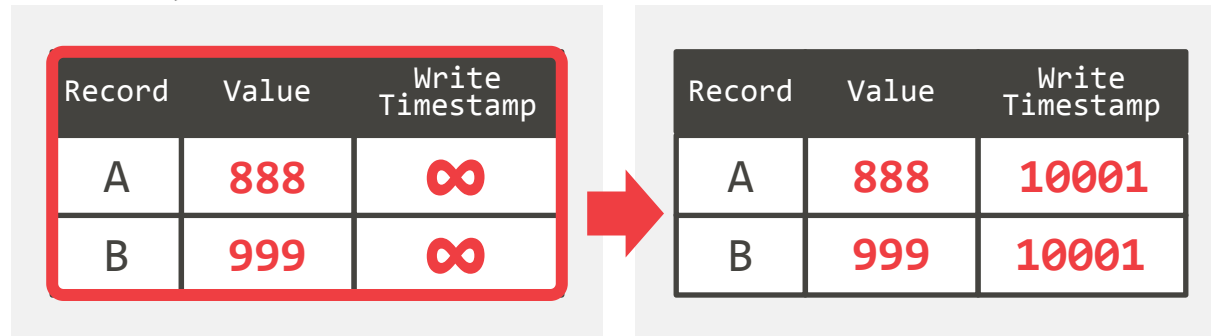 Record Value Write Timestamp
A 888 ∞
B 999 ∞
Record Value Write Timestamp
A 888 10001
B 999 10001